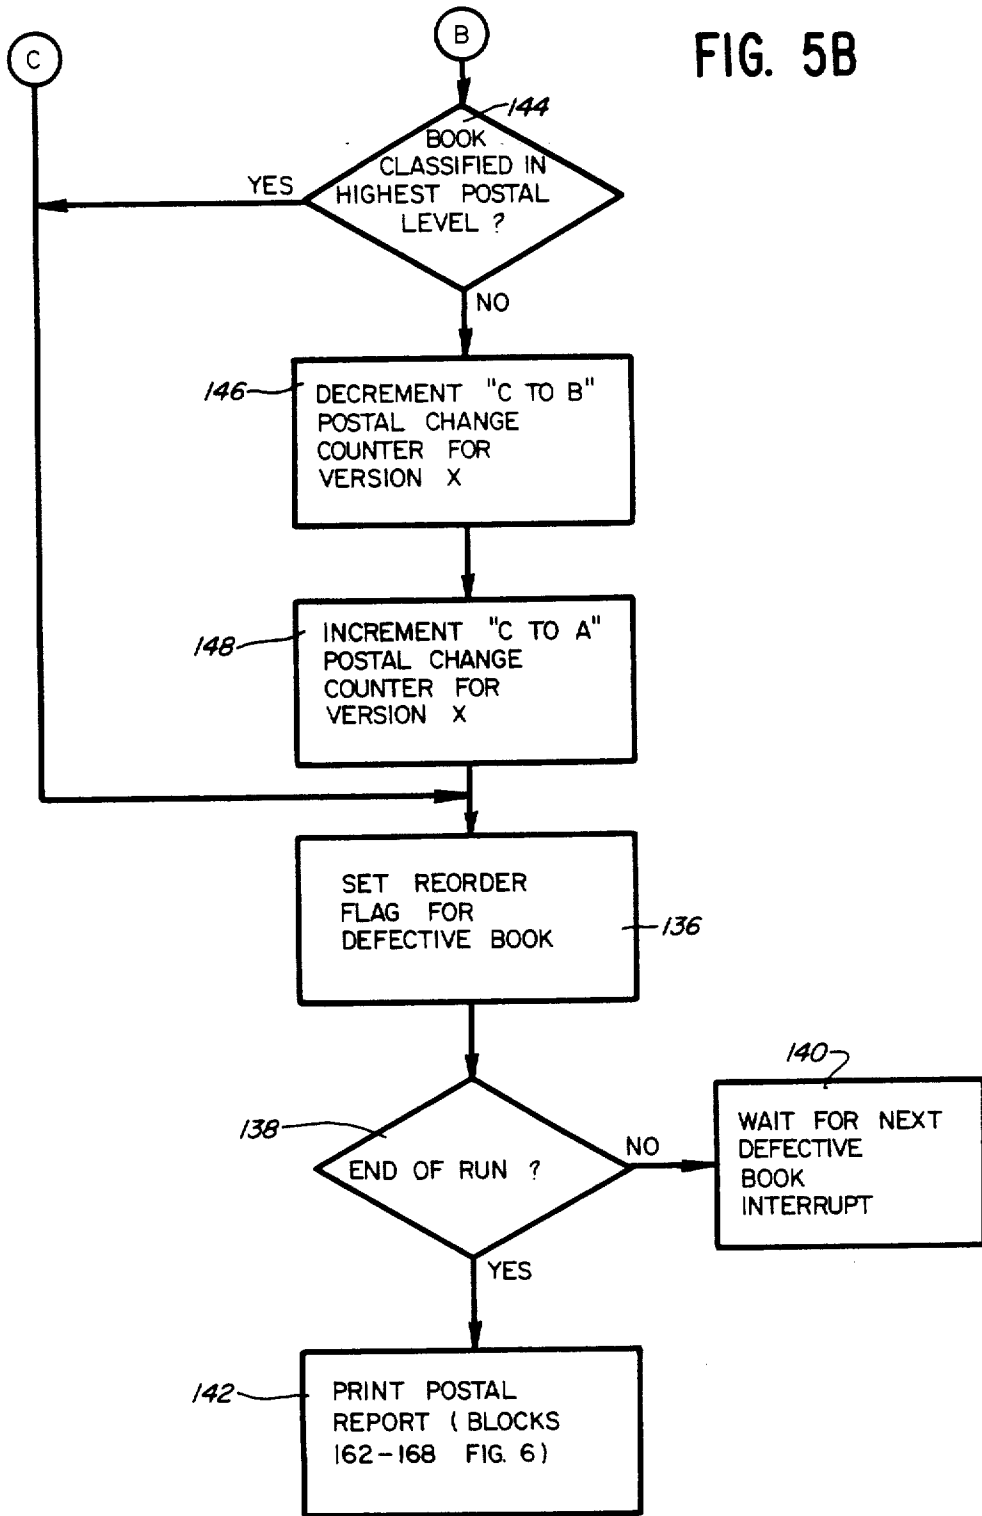 FIG. 5B
C
B
144
BOOK
CLASSIFIED IN
HIGHEST POSTAL
LEVEL ?
YES
NO
146
DECREMENT "C TO B"
POSTAL CHANGE
COUNTER FOR
VERSION X
148
INCREMENT "C TO A"
POSTAL CHANGE
COUNTER FOR
VERSION X
SET REORDER
FLAG FOR
DEFECTIVE BOOK
136
138
END OF RUN ?
NO
140
WAIT FOR NEXT
DEFECTIVE
BOOK
INTERRUPT
YES
142
PRINT POSTAL
REPORT ( BLOCKS
162-168 FIG. 6)